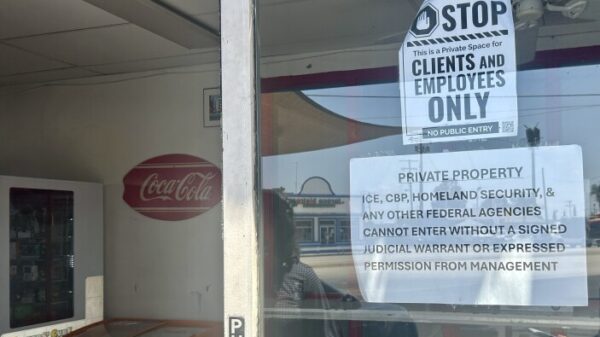 STOP
This is a Private Space for
CLIENTS AND
EMPLOYEES
ONLY
NO PUBLIC ENTRY
Coca-Cola
PRIVATE PROPERTY
ICE, CBP, HOMELAND SECURITY, &
ANY OTHER FEDERAL AGENCIES
CANNOT ENTER WITHOUT A SIGNED
JUDICIAL WARRANT OR EXPRESSED
PERMISSION FROM MANAGEMENT
P